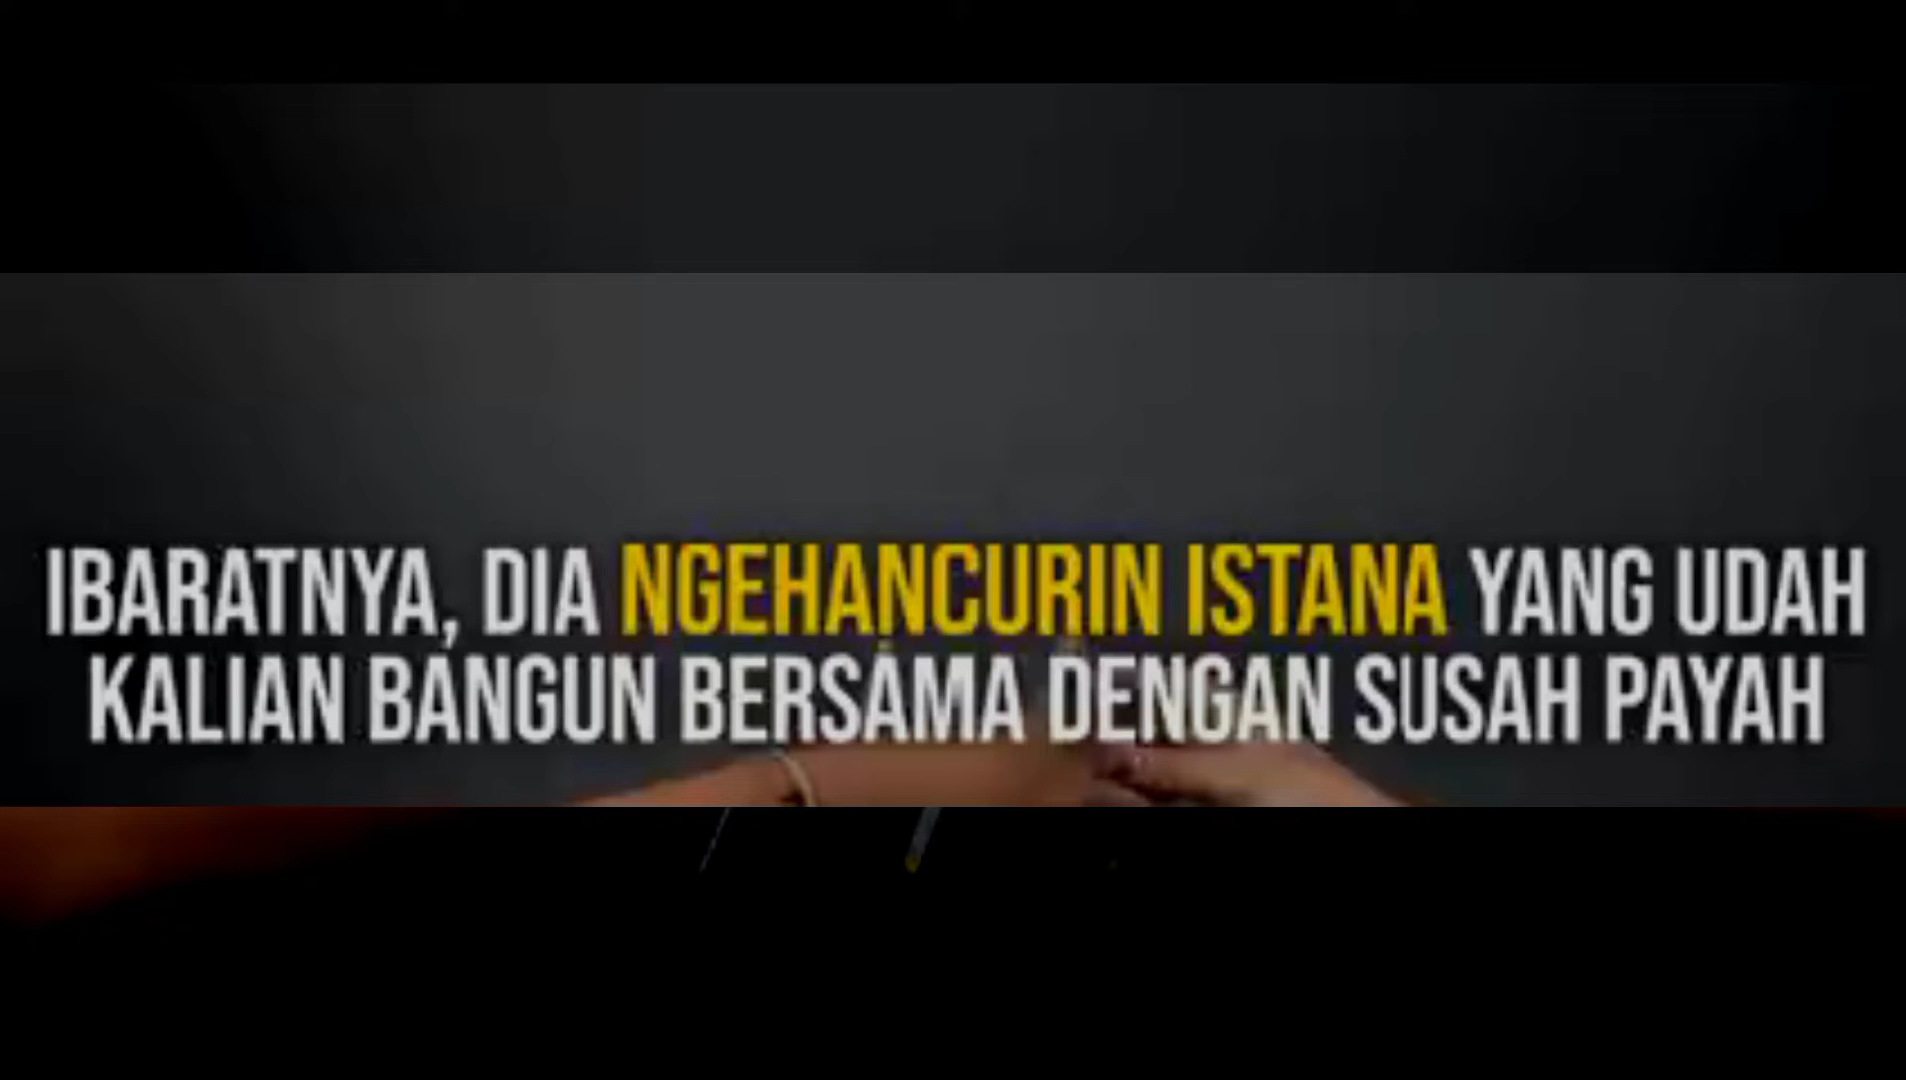 IBARATNYA, DIA NGEHANCURIN ISTANA YANG UDAH
KALIAN BANGUN BERSAMA DENGAN SUSAH PAYAH